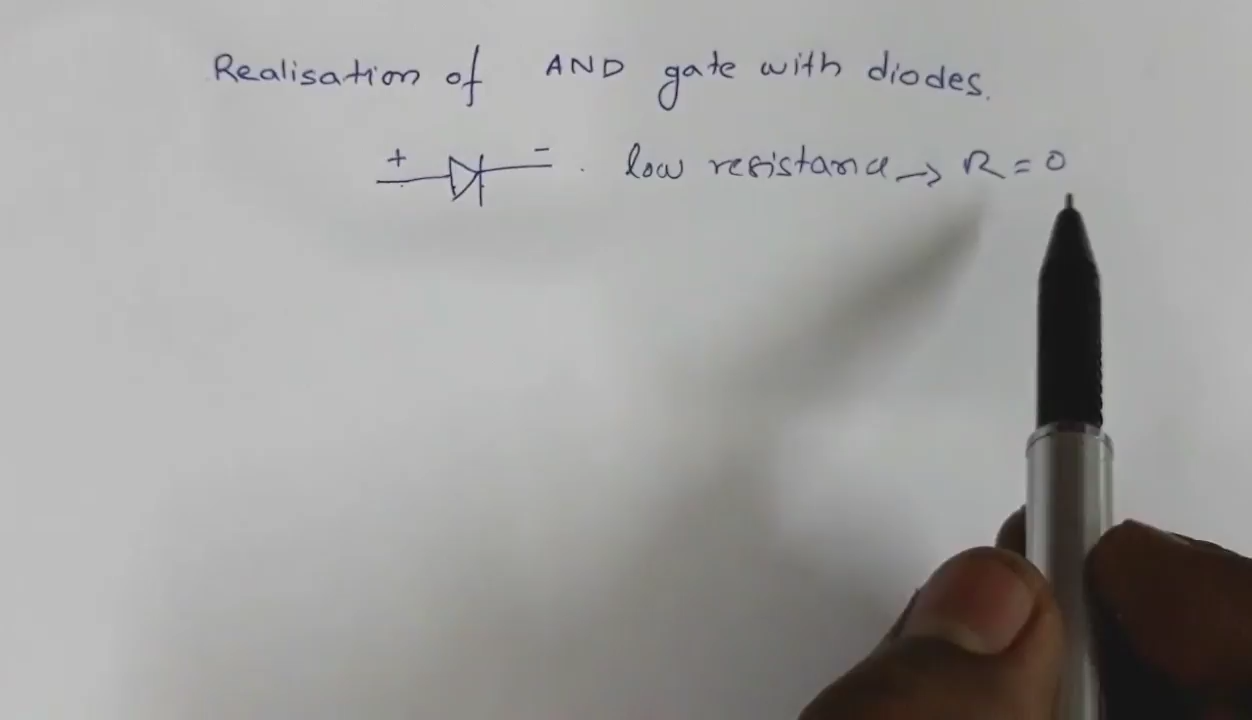 Realisation of AND gate with diodes.
+ - . low resistance → R = 0